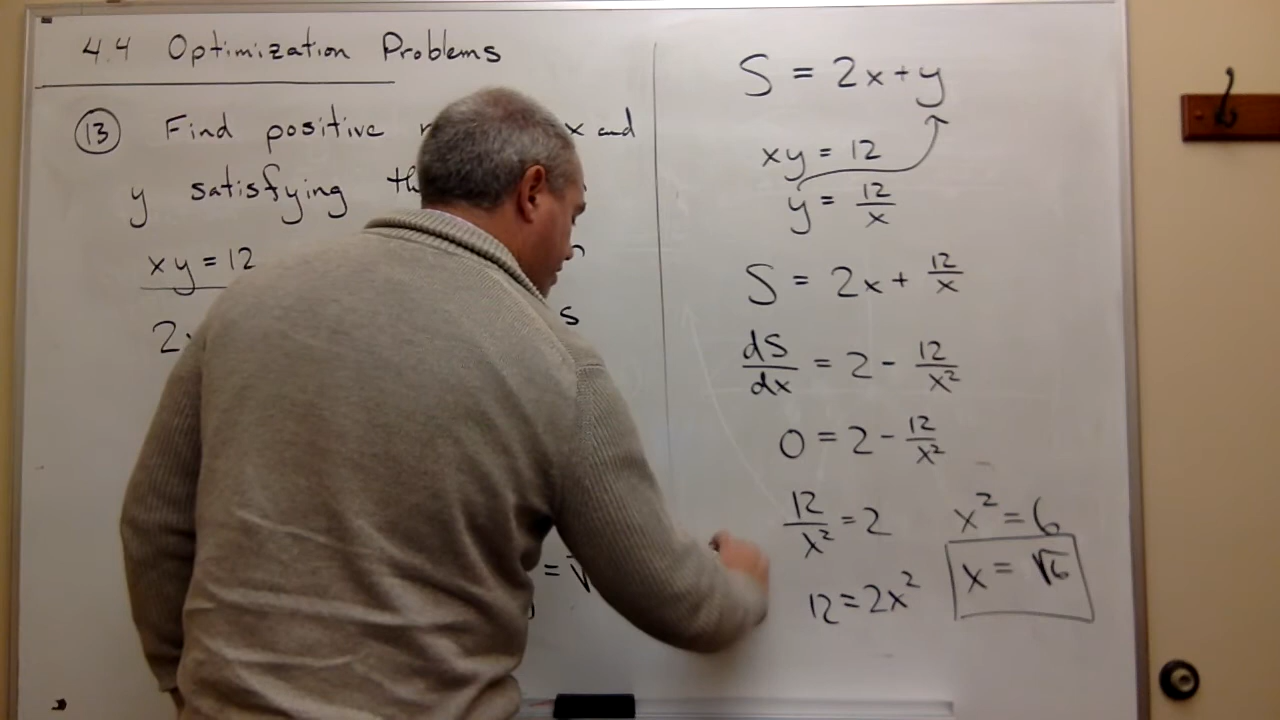 4.4 Optimization Problems
13 Find positive x and
y satisfying
xy = 12
2
s
= √
S = 2x + y
xy = 12
y = 12/x
S = 2x + 12/x
dS/dx = 2 - 12/x²
0 = 2 - 12/x²
12/x² = 2
12 = 2x²
x² = 6
x = √6